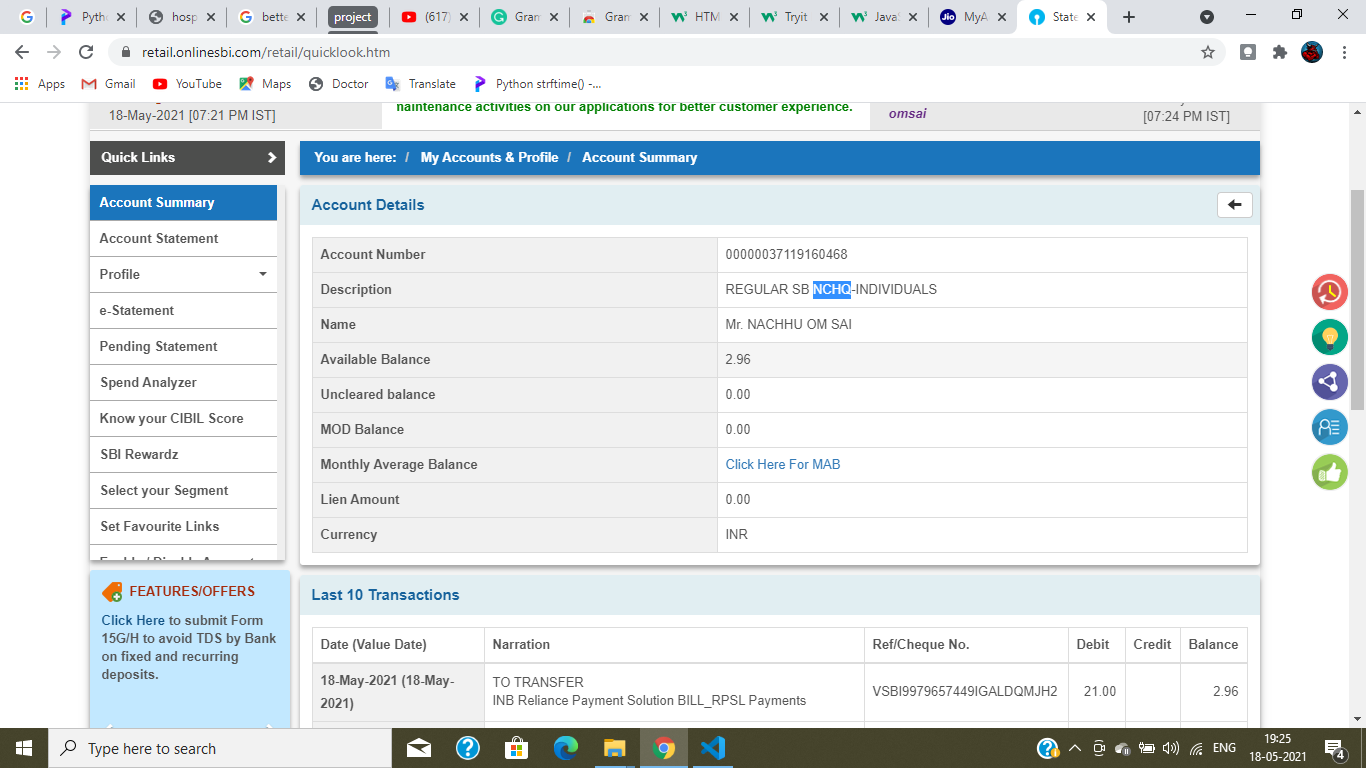 Pyth
hosp
bette
project
(617)
Gram
Gram
HTM
Tryit
JavaS
Jio
MyA
State
retail.onlinesbi.com/retail/quicklook.htm
Apps
Gmail
YouTube
Maps
Doctor
Translate
Python strftime() -...
18-May-2021 [07:21 PM IST]
naintenance activities on our applications for better customer experience.
omsai
[07:24 PM IST]
Quick Links
You are here: / My Accounts & Profile / Account Summary
Account Summary
Account Statement
Profile
e-Statement
Pending Statement
Spend Analyzer
Know your CIBIL Score
SBI Rewardz
Select your Segment
Set Favourite Links
FEATURES/OFFERS
Click Here to submit Form
15G/H to avoid TDS by Bank
on fixed and recurring
deposits.
Account Details
Account Number 00000037119160468
Description REGULAR SB NCHQ-INDIVIDUALS
Name Mr. NACHHU OM SAI
Available Balance 2.96
Uncleared balance 0.00
MOD Balance 0.00
Monthly Average Balance Click Here For MAB
Lien Amount 0.00
Currency INR
Last 10 Transactions
Date (Value Date) Narration Ref/Cheque No. Debit Credit Balance
18-May-2021 (18-May-
2021)
TO TRANSFER
INB Reliance Payment Solution BILL_RPSL Payments
VSBI9979657449IGALDQMJH2 21.00 2.96
Type here to search
ENG
19:25
18-05-2021
4